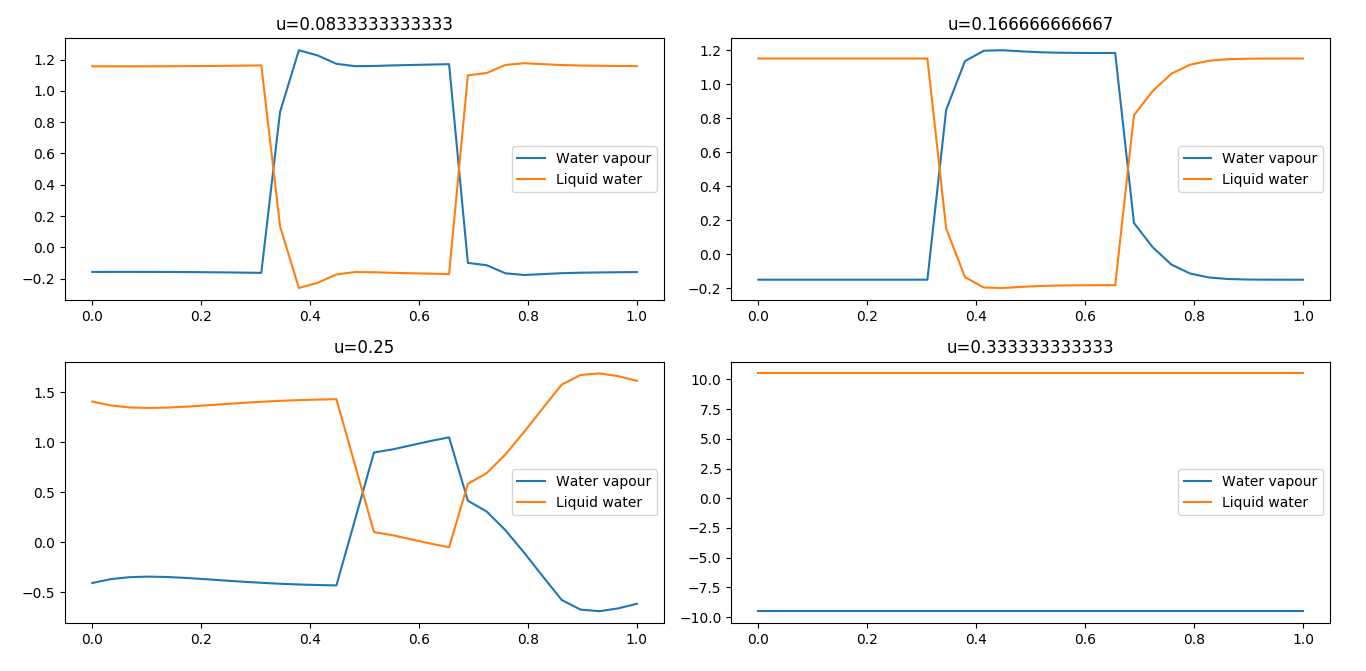 u=0.0833333333333
1.2
1.0
0.8
0.6
0.4
0.2
0.0
−0.2
0.0 0.2 0.4 0.6 0.8 1.0
Water vapour
Liquid water
u=0.166666666667
1.2
1.0
0.8
0.6
0.4
0.2
0.0
−0.2
0.0 0.2 0.4 0.6 0.8 1.0
Water vapour
Liquid water
u=0.25
1.5
1.0
0.5
0.0
−0.5
0.0 0.2 0.4 0.6 0.8 1.0
Water vapour
Liquid water
u=0.333333333333
10.0
7.5
5.0
2.5
0.0
−2.5
−5.0
−7.5
−10.0
0.0 0.2 0.4 0.6 0.8 1.0
Water vapour
Liquid water